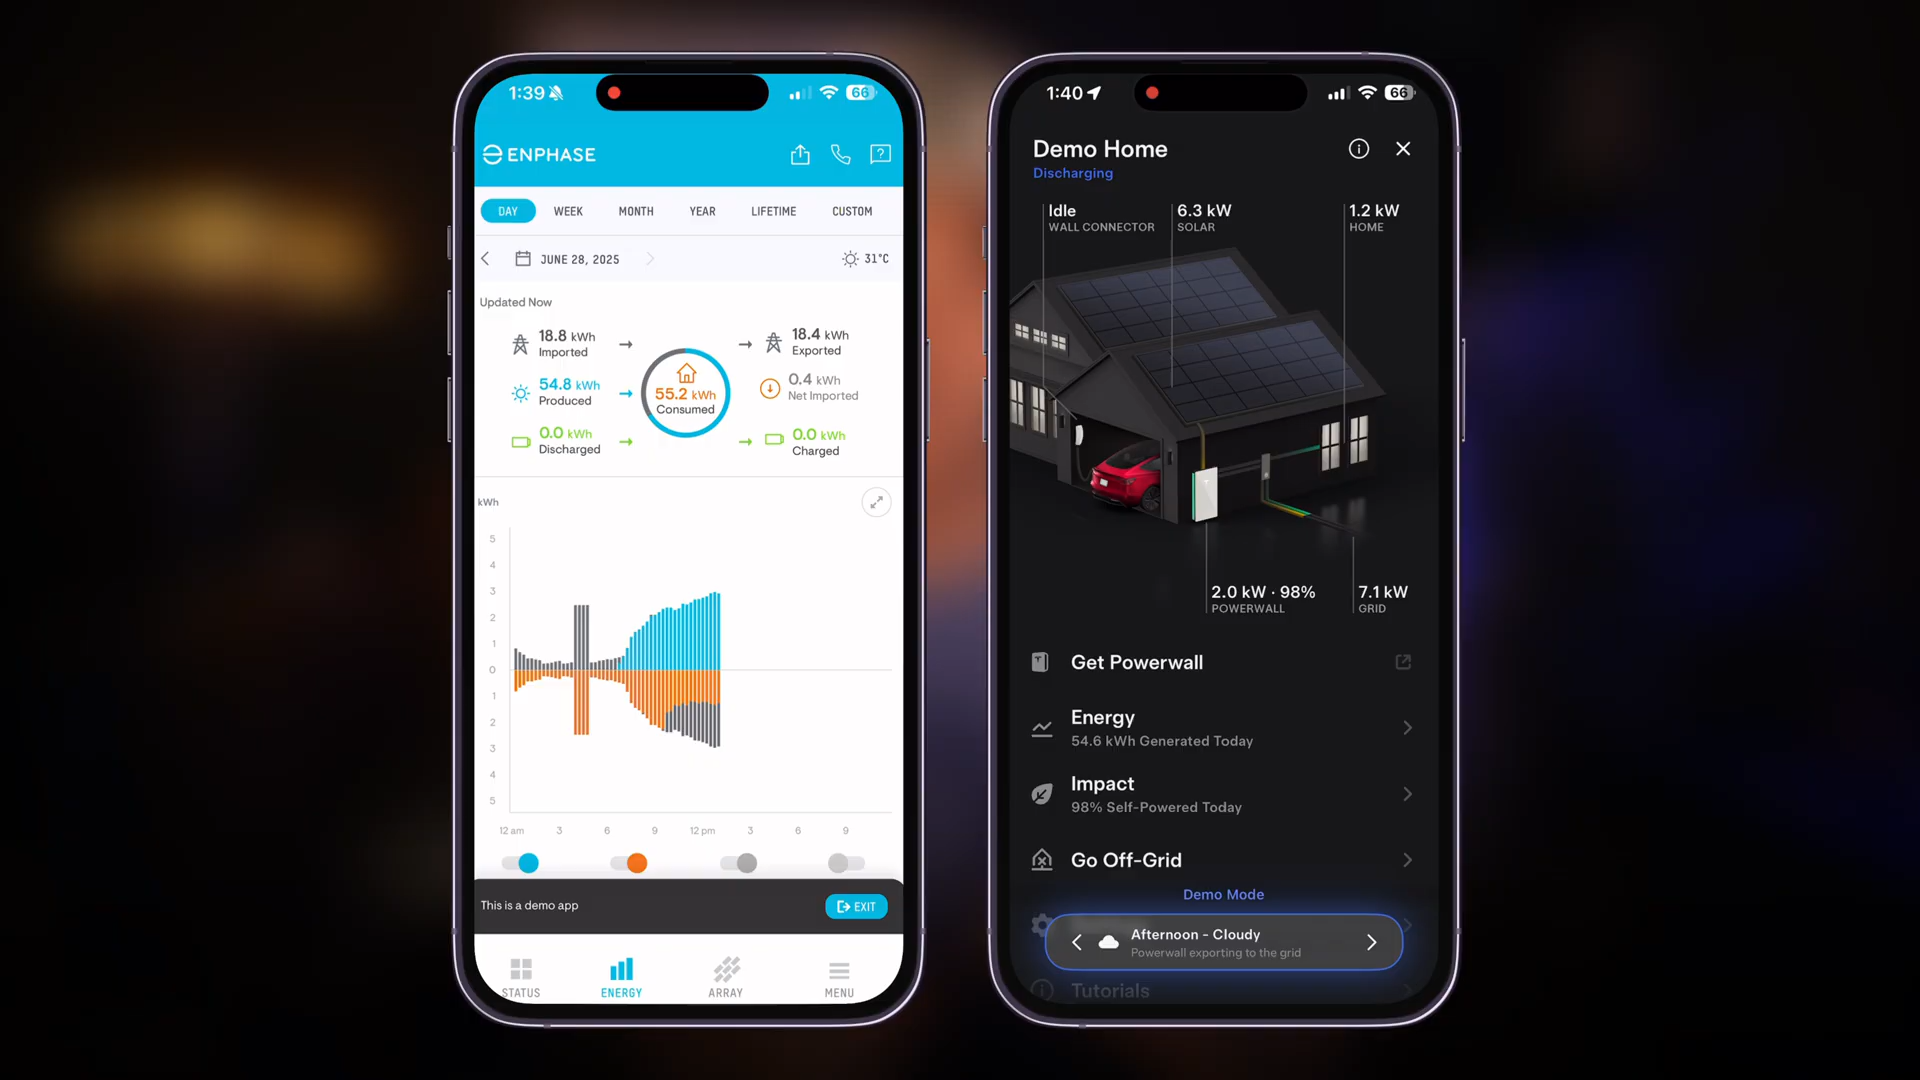 1:39
66
ENPHASE
DAY WEEK MONTH YEAR LIFETIME CUSTOM
JUNE 28, 2025
31°C
Updated Now
18.8 kWh
Imported
18.4 kWh
Exported
54.8 kWh
Produced
55.2 kWh
Consumed
0.4 kWh
Net Imported
0.0 kWh
Discharged
0.0 kWh
Charged
kWh
5
4
3
2
1
0
1
2
3
4
5
12 am 3 6 9 12 pm 3 6 9
This is a demo app
EXIT
STATUS ENERGY ARRAY MENU
1:40
66
Demo Home
Discharging
Idle
WALL CONNECTOR
6.3 kW
SOLAR
1.2 kW
HOME
2.0 kW · 98%
POWERWALL
7.1 kW
GRID
Get Powerwall
Energy
54.6 kWh Generated Today
Impact
98% Self-Powered Today
Go Off-Grid
Demo Mode
Afternoon - Cloudy
Powerwall exporting to the grid
Tutorials